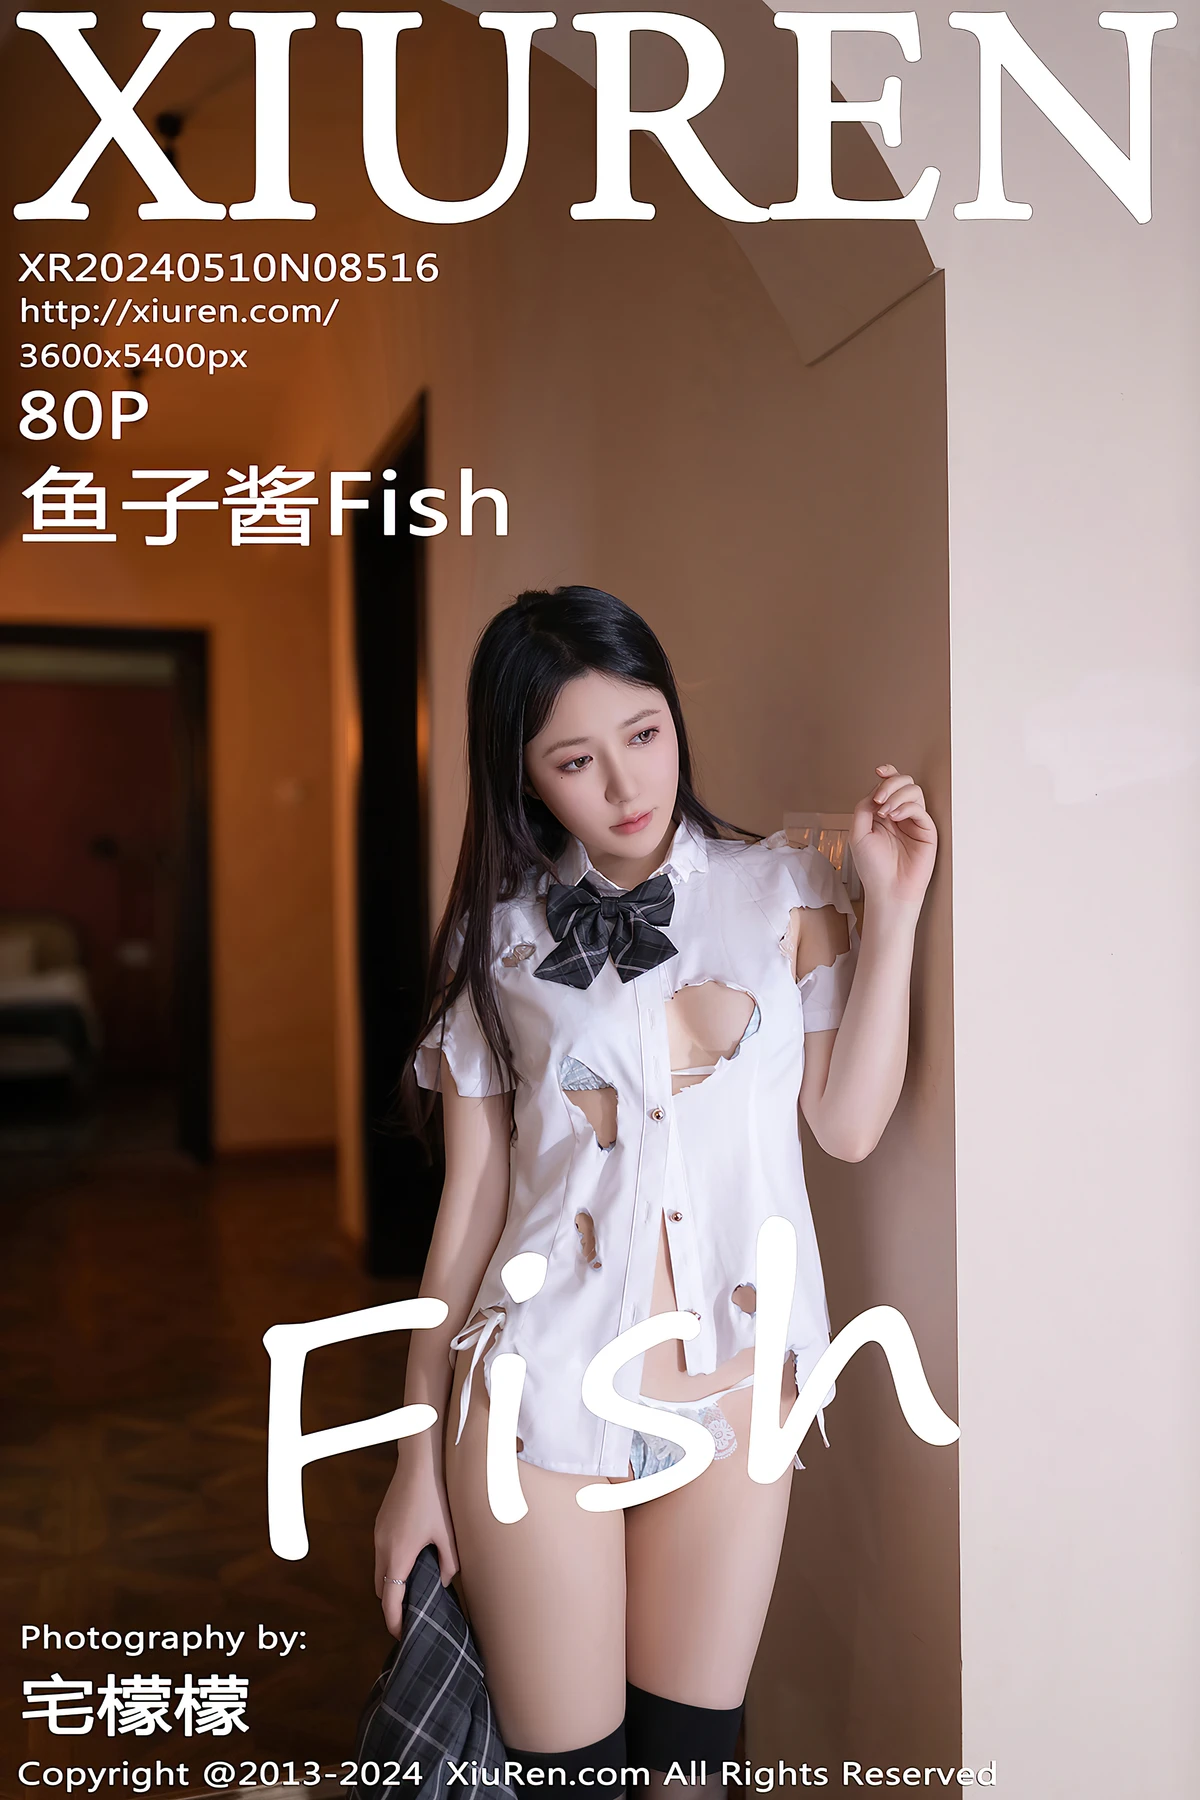 XIUREN
XR20240510N08516
http://xiuren.com/
3600x5400px
80P
鱼子酱Fish
Fish
Photography by:
宅檬檬
Copyright @2013-2024 XiuRen.com All Rights Reserved